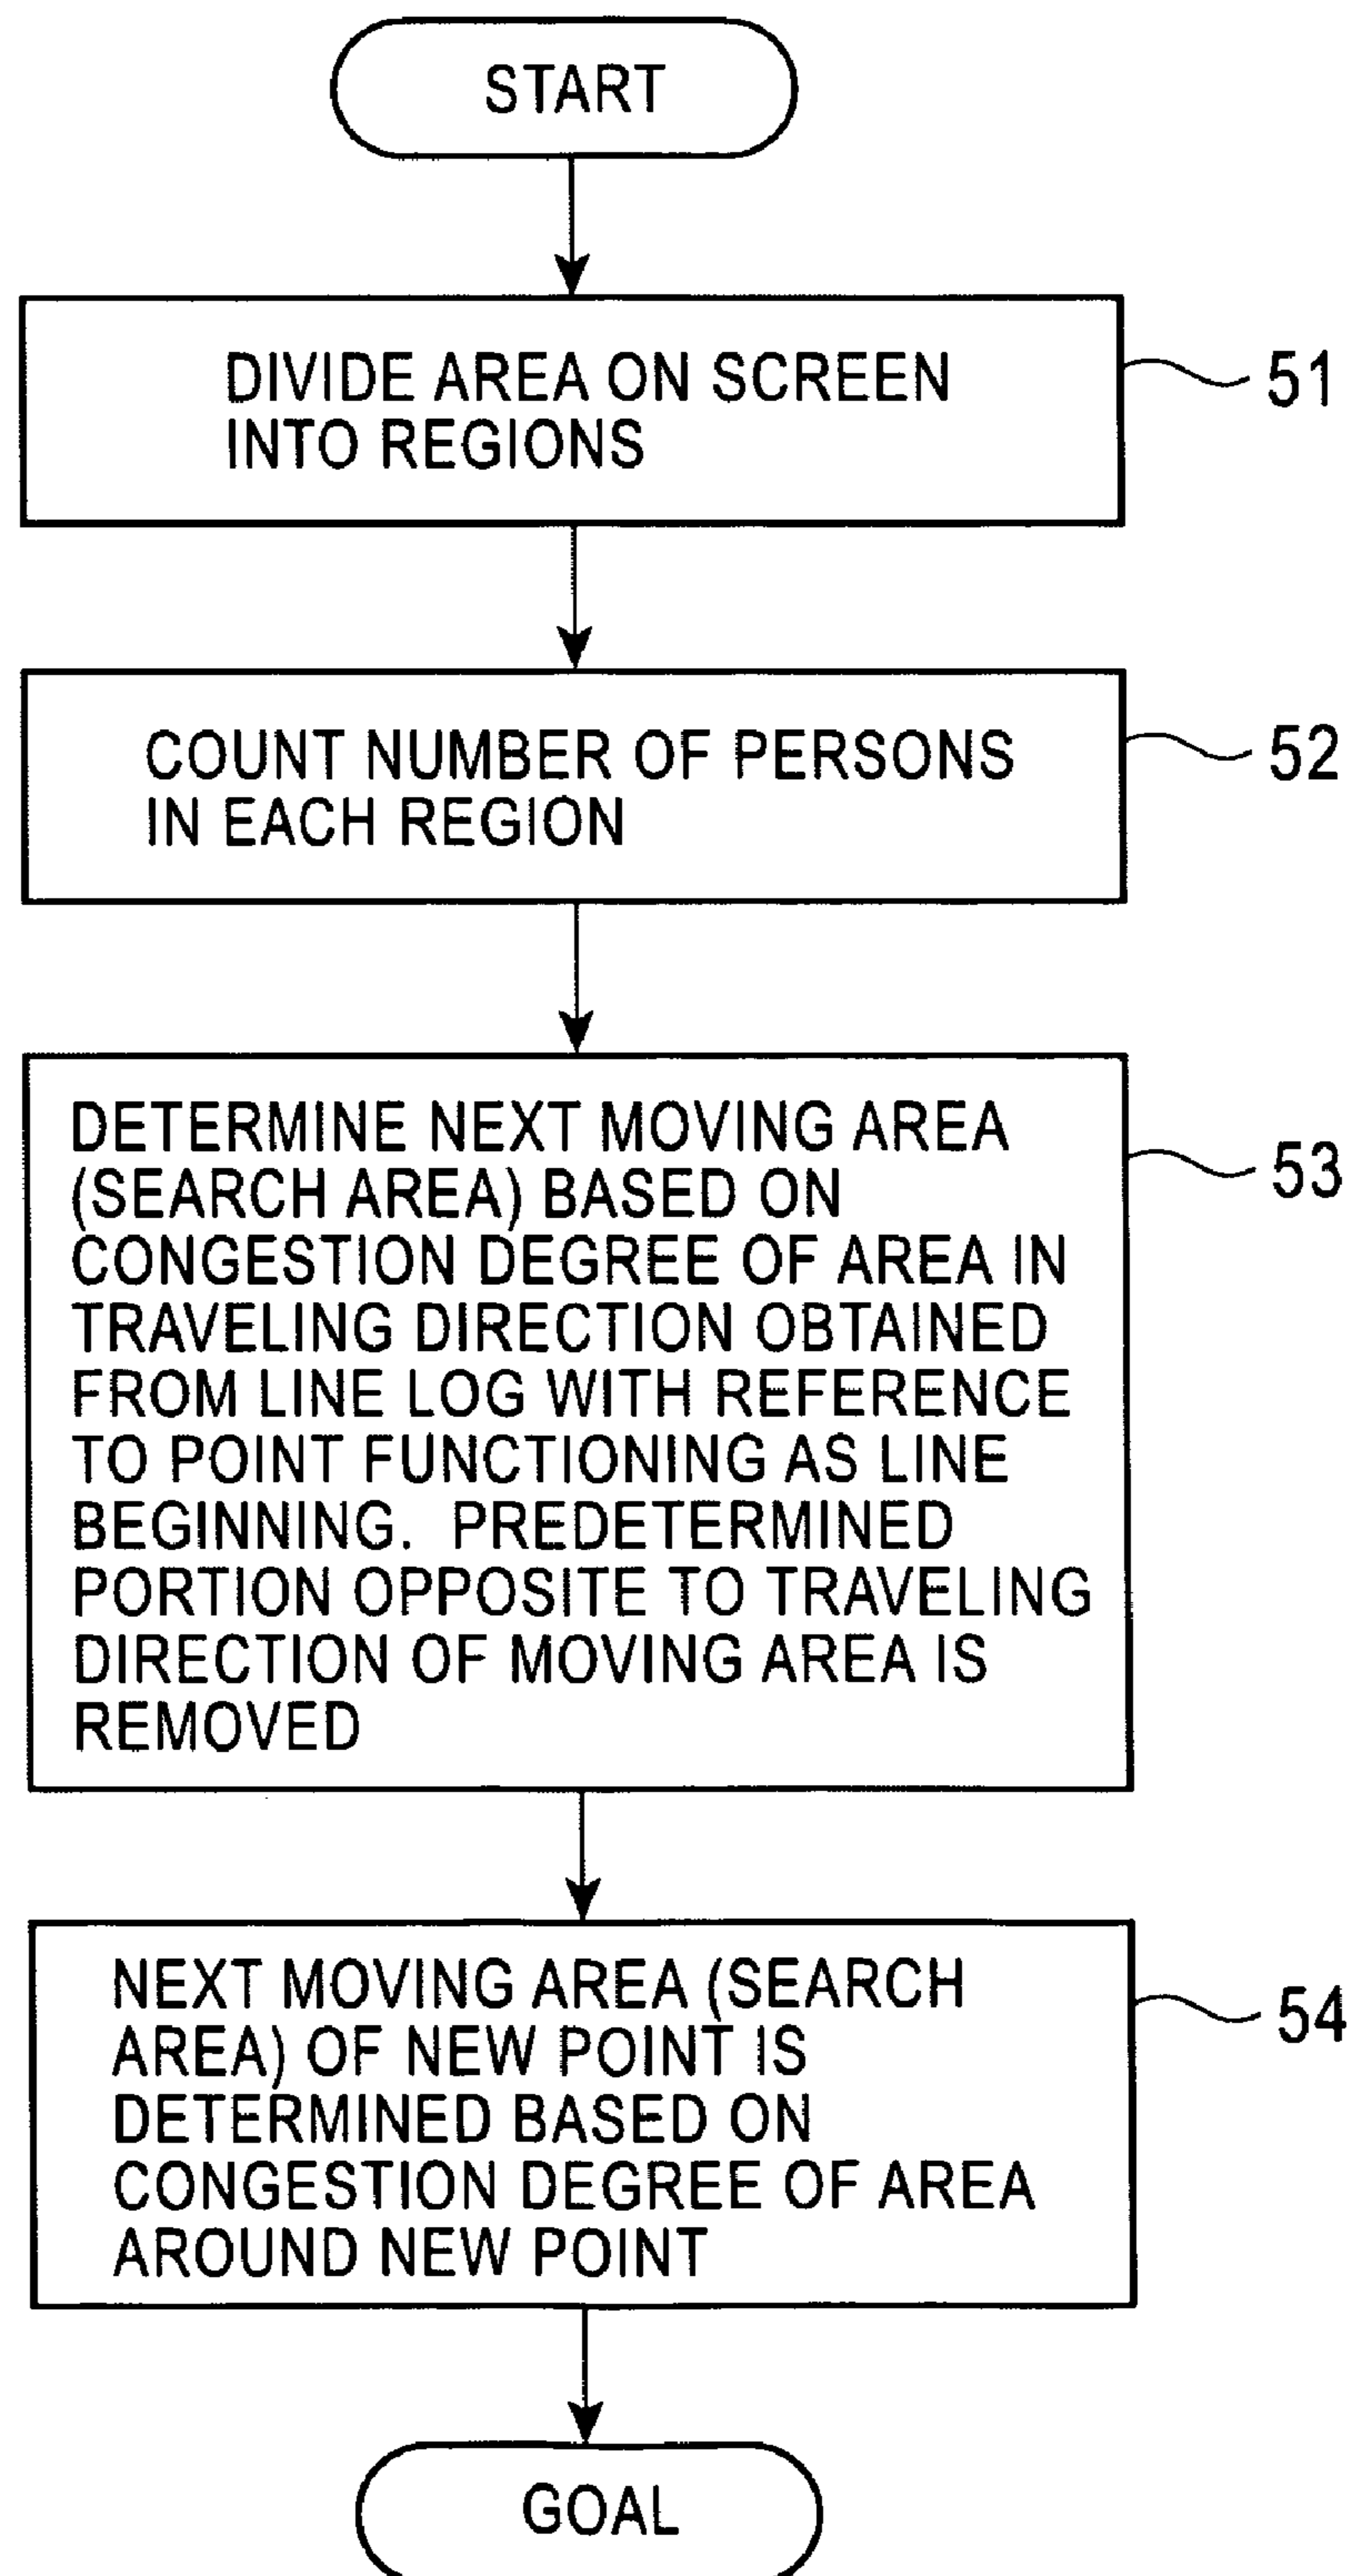 START
DIVIDE AREA ON SCREEN
INTO REGIONS
51
COUNT NUMBER OF PERSONS
IN EACH REGION
52
DETERMINE NEXT MOVING AREA
(SEARCH AREA) BASED ON
CONGESTION DEGREE OF AREA IN
TRAVELING DIRECTION OBTAINED
FROM LINE LOG WITH REFERENCE
TO POINT FUNCTIONING AS LINE
BEGINNING. PREDETERMINED
PORTION OPPOSITE TO TRAVELING
DIRECTION OF MOVING AREA IS
REMOVED
53
NEXT MOVING AREA (SEARCH
AREA) OF NEW POINT IS
DETERMINED BASED ON
CONGESTION DEGREE OF AREA
AROUND NEW POINT
54
GOAL